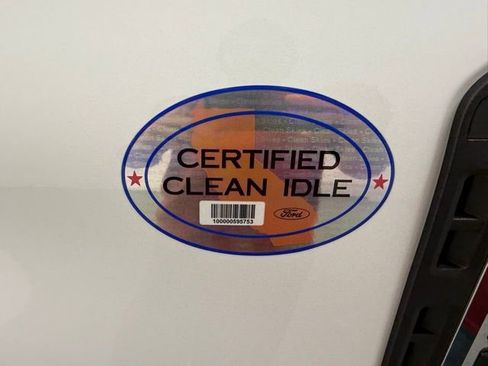 CERTIFIED
CLEAN IDLE
100000595753
Ford